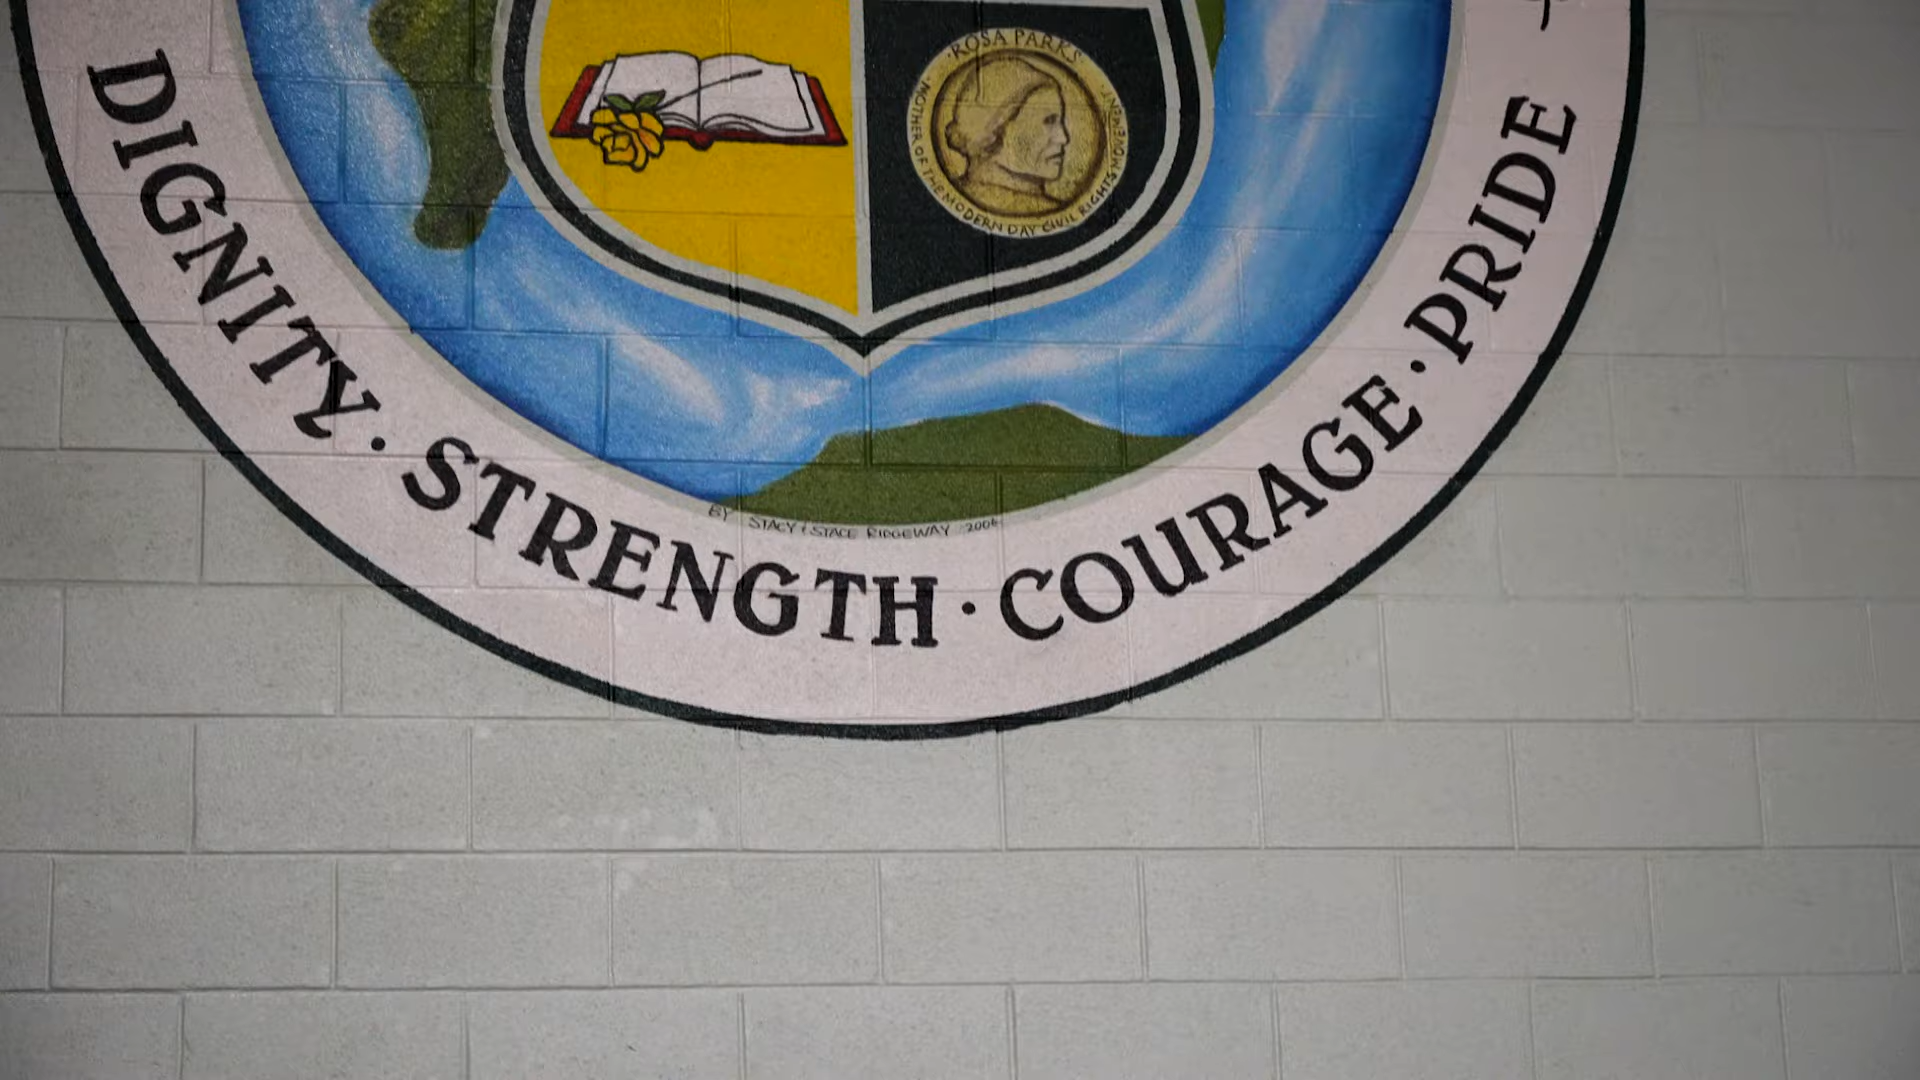 · ROSA PARKS ·
MOTHER OF THE MODERN DAY CIVIL RIGHTS MOVEMENT
BY STACY & STACE RIDGEWAY 2006
DIGNITY · STRENGTH · COURAGE · PRIDE